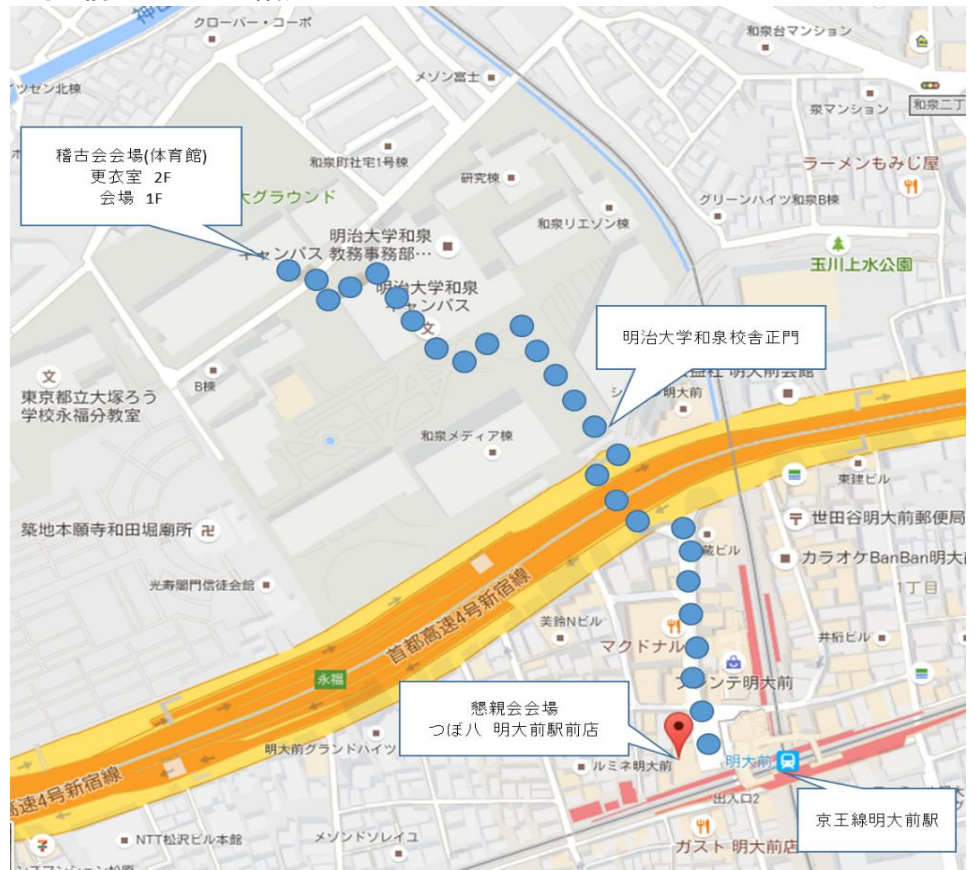 クローバー・コーポ
和泉台マンション
メゾン富士
ツセン北棟
泉マンション
和泉二丁
稽古会会場(体育館)
更衣室 2F
会場 1F
和泉町社宅1号棟
ラーメンもみじ屋
研究棟
大グラウンド
グリーンハイツ和泉B棟
和泉リエゾン棟
明治大学和泉
教務事務部…
キャンパス
玉川上水公園
明治大学和泉
キャンパス
文
明治大学和泉校舎正門
文
東京都立大塚ろう
学校永福分教室
B棟
明大前会館
明大前
和泉メディア棟
東建ビル
築地本願寺和田堀廟所
世田谷明大前郵便局
蔵ビル
カラオケBanBan明大
光寿閣門信徒会館
1丁目
首都高速4号新宿線
美鈴Nビル
マクドナル
井桁ビル
永福
フレンテ明大前
懇親会会場
つぼ八 明大前駅前店
明大前グランドハイツ
ルミネ明大前
明大前
高速4号新宿線
出入口2
京王線明大前駅
NTT松沢ビル本館
メゾンドソレイユ
ガスト 明大前店